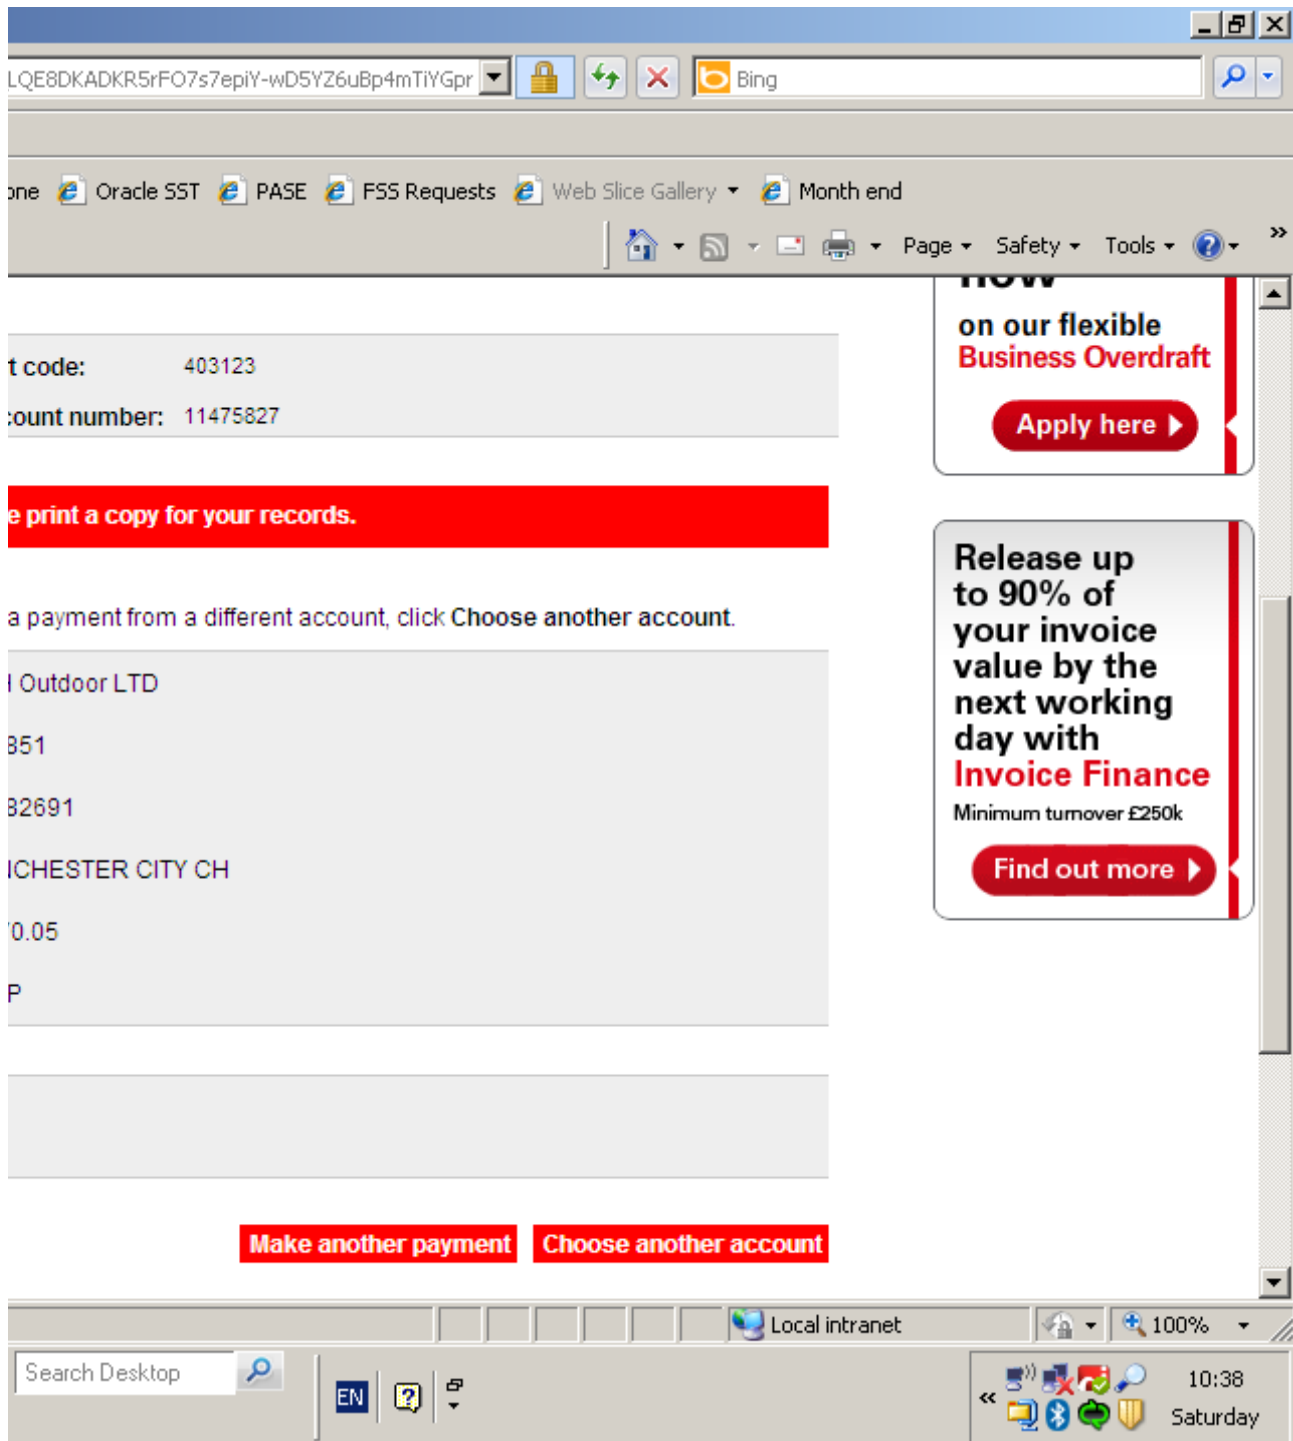 LQE8DKADKR5rFO7s7epiY-wD5YZ6uBp4mTiYGpr Bing
one Oracle SST PASE FSS Requests Web Slice Gallery Month end
Page Safety Tools »
now
on our flexible
Business Overdraft
Apply here
t code: 403123
count number: 11475827
e print a copy for your records.
a payment from a different account, click Choose another account.
H Outdoor LTD
851
82691
NCHESTER CITY CH
70.05
P
Release up
to 90% of
your invoice
value by the
next working
day with
Invoice Finance
Minimum turnover £250k
Find out more
Make another payment Choose another account
Local intranet 100%
Search Desktop EN « 10:38
Saturday